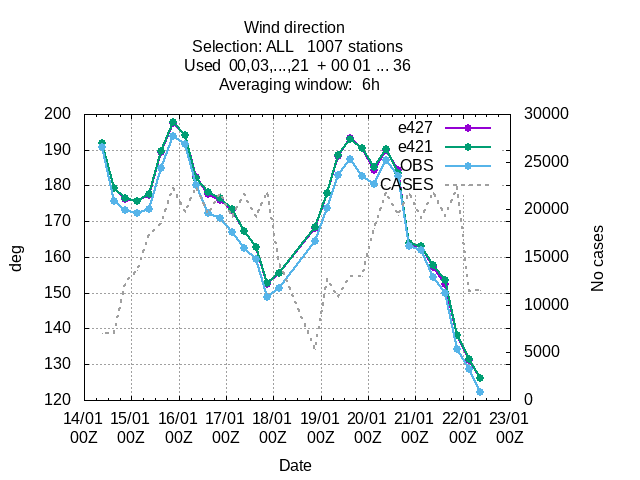 Wind direction
Selection: ALL   1007 stations
Used  00,03,...,21  + 00 01 ... 36
Averaging window:  6h
200
190
180
170
160
150
140
130
120
deg
30000
25000
20000
15000
10000
5000
0
No cases
e427
e421
OBS
CASES
14/01 15/01 16/01 17/01 18/01 19/01 20/01 21/01 22/01 23/01
00Z 00Z 00Z 00Z 00Z 00Z 00Z 00Z 00Z 00Z
Date